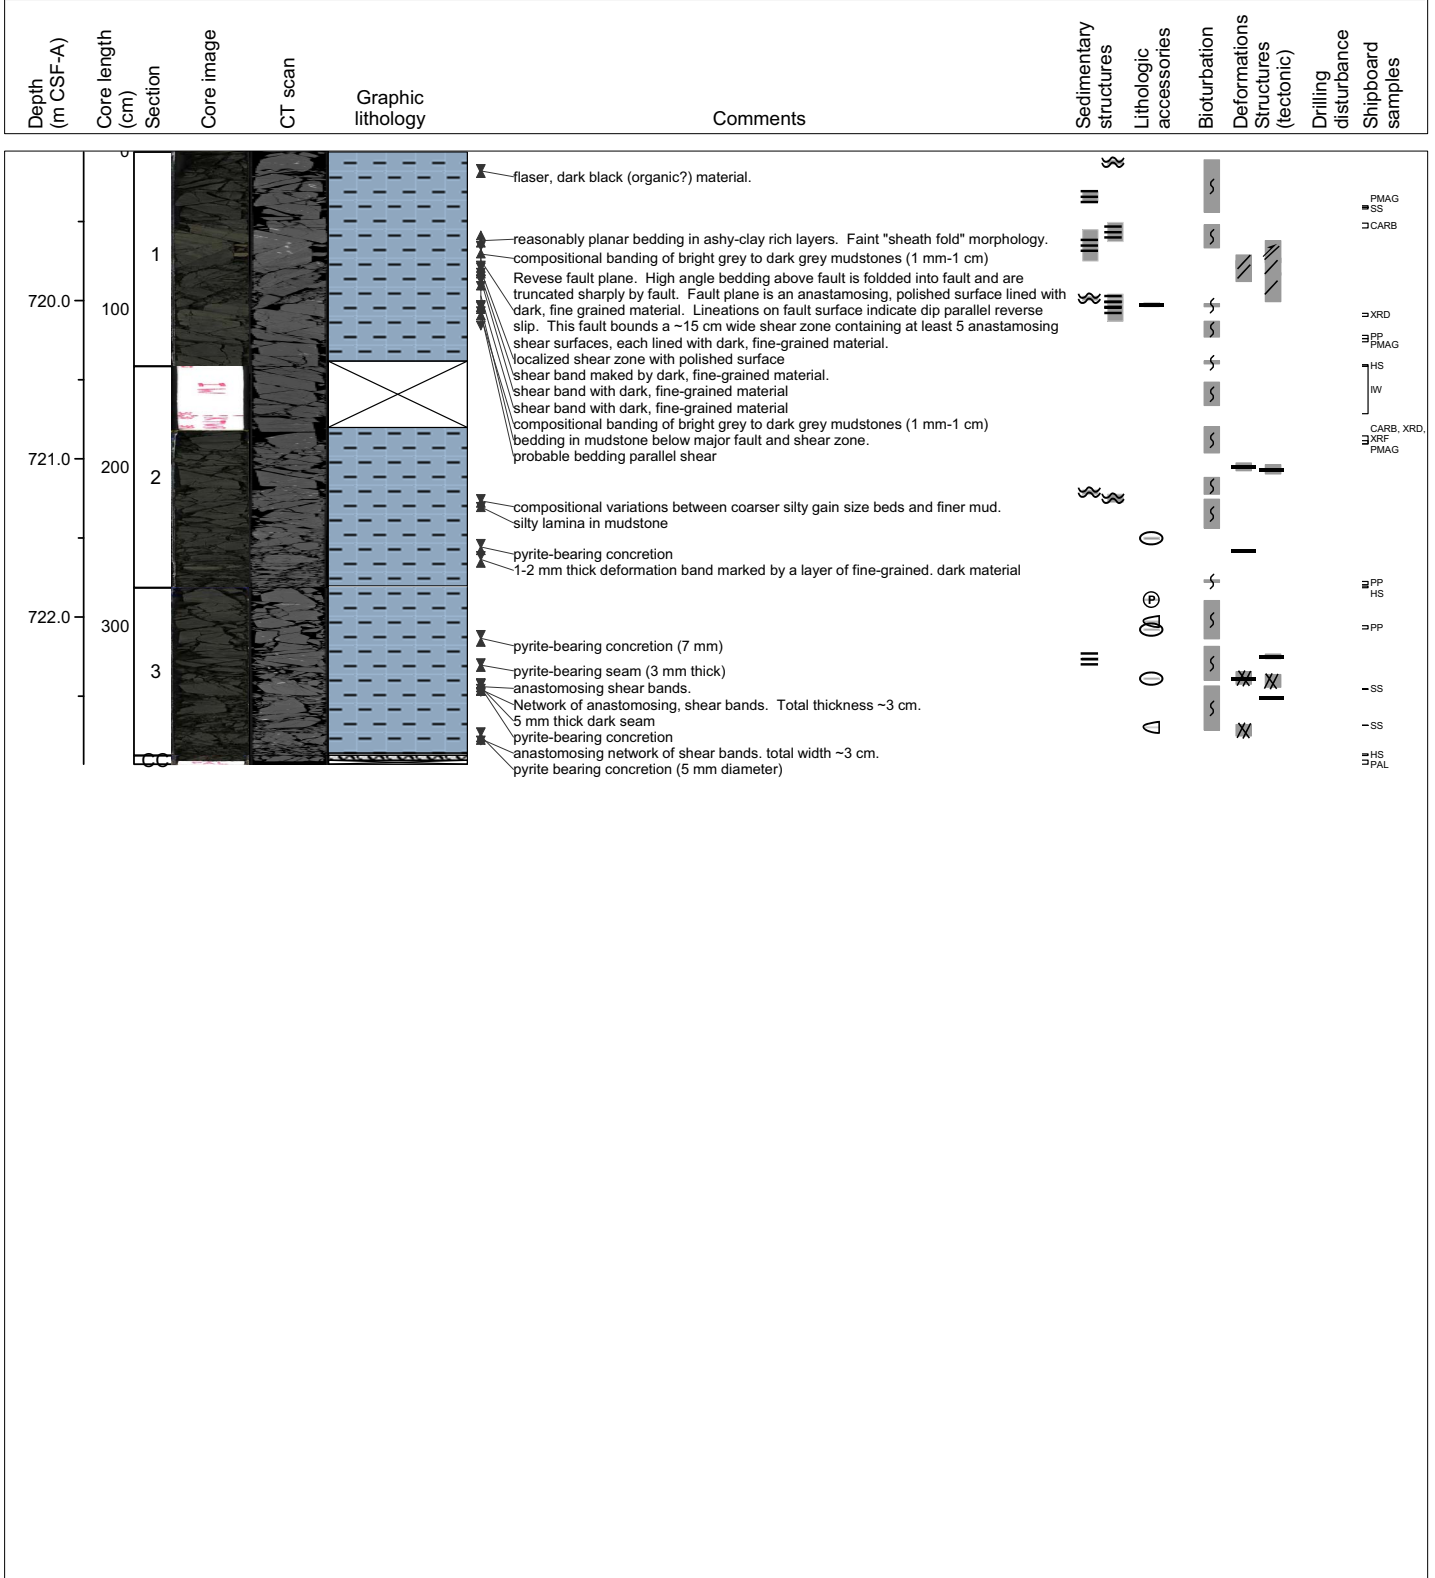 Depth
(m CSF-A)
Core length
(cm)
Section
Core image
CT scan
Graphic
lithology
Comments
Sedimentary
structures
Lithologic
accessories
Bioturbation
Deformations
Structures
(tectonic)
Drilling
disturbance
Shipboard
samples
0
flaser, dark black (organic?) material.
PMAG
SS
CARB
reasonably planar bedding in ashy-clay rich layers. Faint "sheath fold" morphology.
1
compositional banding of bright grey to dark grey mudstones (1 mm-1 cm)
Revese fault plane. High angle bedding above fault is foldded into fault and are
truncated sharply by fault. Fault plane is an anastamosing, polished surface lined with
720.0
100
dark, fine grained material. Lineations on fault surface indicate dip parallel reverse
XRD
slip. This fault bounds a ~15 cm wide shear zone containing at least 5 anastamosing
PP
shear surfaces, each lined with dark, fine-grained material.
PMAG
localized shear zone with polished surface
HS
shear band maked by dark, fine-grained material.
shear band with dark, fine-grained material
IW
shear band with dark, fine-grained material
compositional banding of bright grey to dark grey mudstones (1 mm-1 cm)
CARB, XRD,
bedding in mudstone below major fault and shear zone.
XRF
PMAG
721.0
probable bedding parallel shear
200
2
compositional variations between coarser silty gain size beds and finer mud.
silty lamina in mudstone
pyrite-bearing concretion
1-2 mm thick deformation band marked by a layer of fine-grained. dark material
PP
HS
P
722.0
300
PP
pyrite-bearing concretion (7 mm)
3
pyrite-bearing seam (3 mm thick)
anastomosing shear bands.
SS
Network of anastomosing, shear bands. Total thickness ~3 cm.
5 mm thick dark seam
SS
pyrite-bearing concretion
anastomosing network of shear bands. total width ~3 cm.
HS
CC
PAL
pyrite bearing concretion (5 mm diameter)